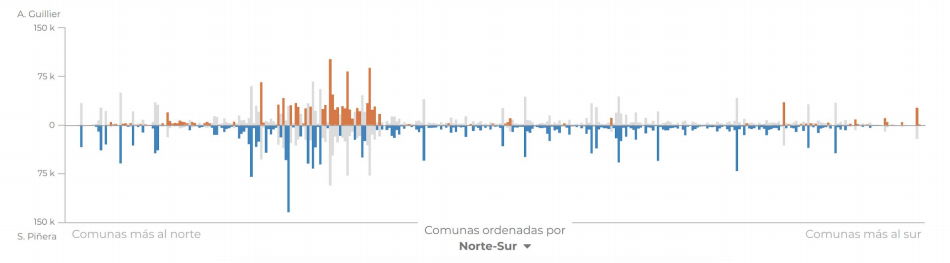 A. Guillier
150 k
75 k
0
75 k
150 k
S. Piñera
Comunas más al norte
Comunas ordenadas por
Norte-Sur
Comunas más al sur